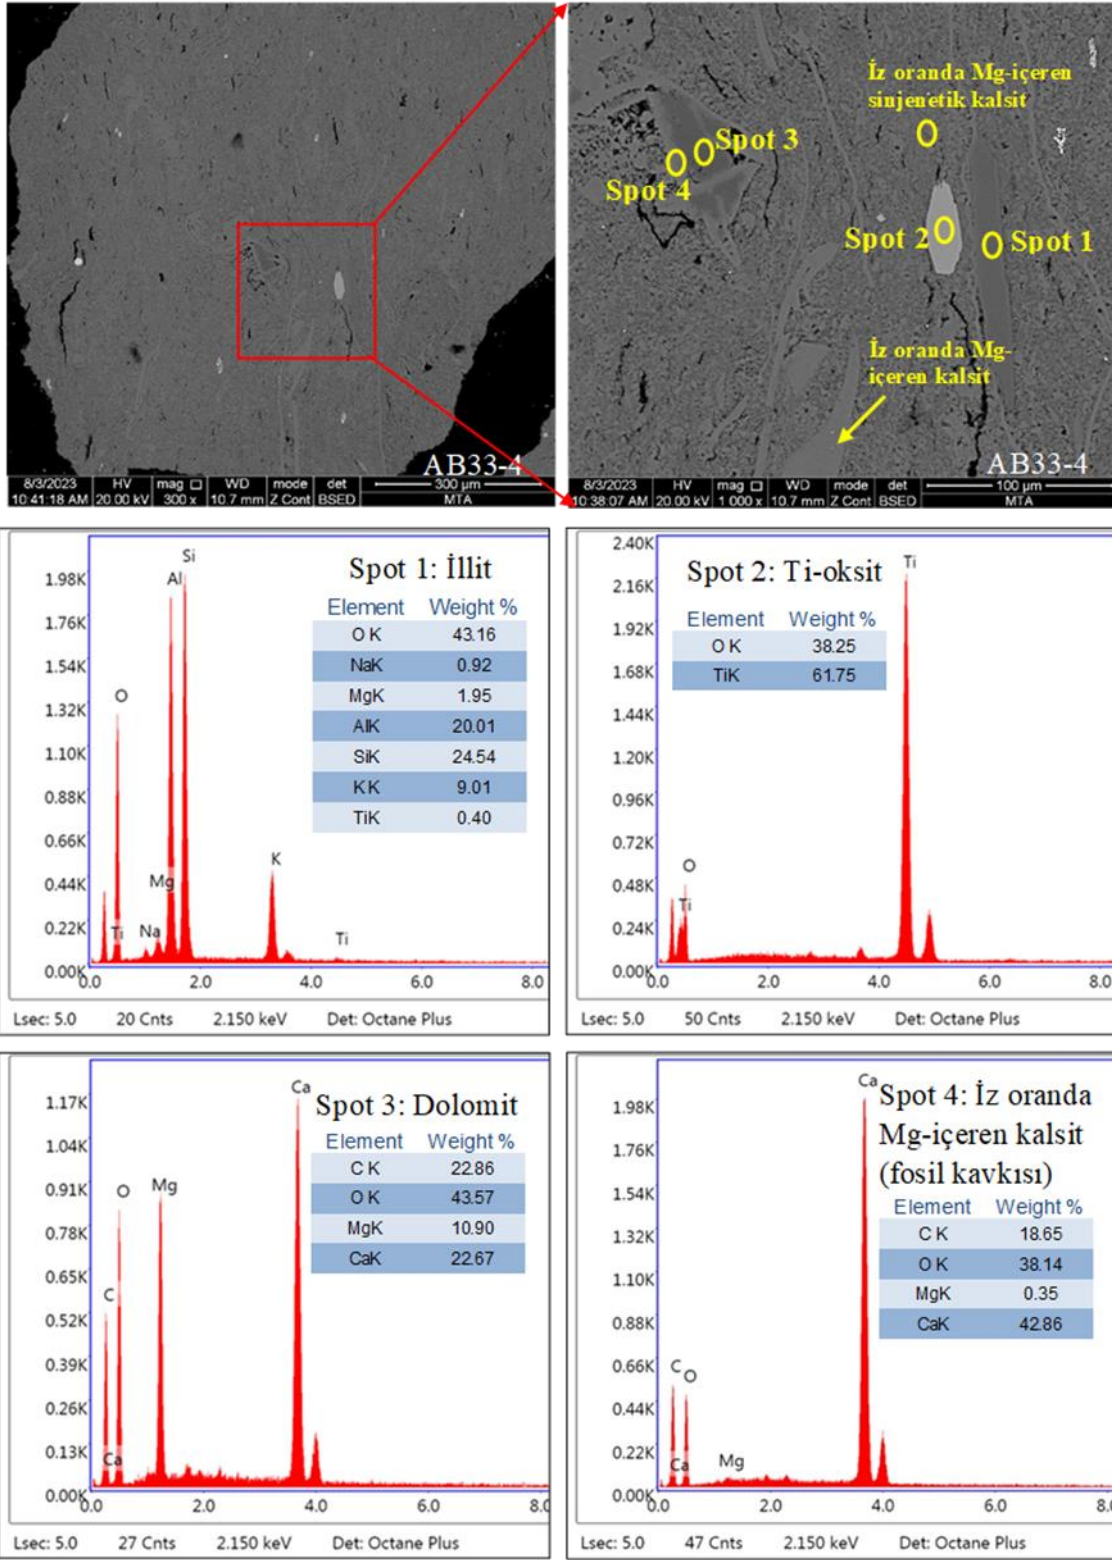 AB33-4
8/3/2023 HV mag □ WD mode det 300 µm
10:41:18 AM 20.00 kV 300 x 10.7 mm Z Cont BSED MTA
İz oranda Mg-içeren
sinjenetik kalsit
Spot 3
Spot 4
Spot 2
Spot 1
İz oranda Mg-
içeren kalsit
AB33-4
8/3/2023 HV mag □ WD mode det 100 µm
10:38:07 AM 20.00 kV 1 000 x 10.7 mm Z Cont BSED MTA
Spot 1: İllit
Element Weight %
O K 43.16
NaK 0.92
MgK 1.95
AlK 20.01
SiK 24.54
K K 9.01
TiK 0.40
1.98K
1.76K
1.54K
1.32K
1.10K
0.88K
0.66K
0.44K
0.22K
0.00K
Si
Al
O
Mg
K
Ti
Na
Ti
0.0 2.0 4.0 6.0 8.0
Lsec: 5.0 20 Cnts 2.150 keV Det: Octane Plus
Spot 2: Ti-oksit
Element Weight %
O K 38.25
TiK 61.75
2.40K
2.16K
1.92K
1.68K
1.44K
1.20K
0.96K
0.72K
0.48K
0.24K
0.00K
Ti
O
Ti
0.0 2.0 4.0 6.0 8.0
Lsec: 5.0 50 Cnts 2.150 keV Det: Octane Plus
Spot 3: Dolomit
Element Weight %
C K 22.86
O K 43.57
MgK 10.90
CaK 22.67
1.17K
1.04K
0.91K
0.78K
0.65K
0.52K
0.39K
0.26K
0.13K
0.00K
Ca
O
Mg
C
Ca
0.0 2.0 4.0 6.0 8.0
Lsec: 5.0 27 Cnts 2.150 keV Det: Octane Plus
Spot 4: İz oranda
Mg-içeren kalsit
(fosil kavkısı)
Element Weight %
C K 18.65
O K 38.14
MgK 0.35
CaK 42.86
1.98K
1.76K
1.54K
1.32K
1.10K
0.88K
0.66K
0.44K
0.22K
0.00K
Ca
C
O
Ca
Mg
0.0 2.0 4.0 6.0 8.0
Lsec: 5.0 47 Cnts 2.150 keV Det: Octane Plus